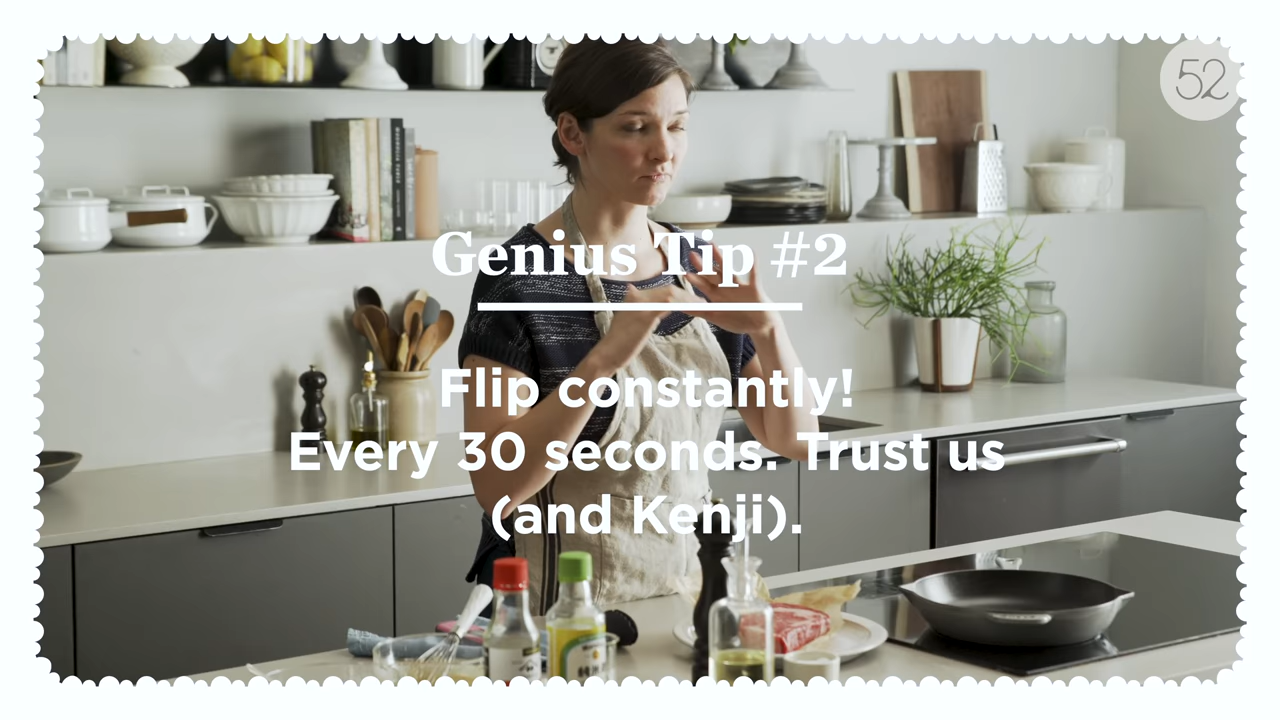 52
Genius Tip #2
Flip constantly!
Every 30 seconds. Trust us
(and Kenji).